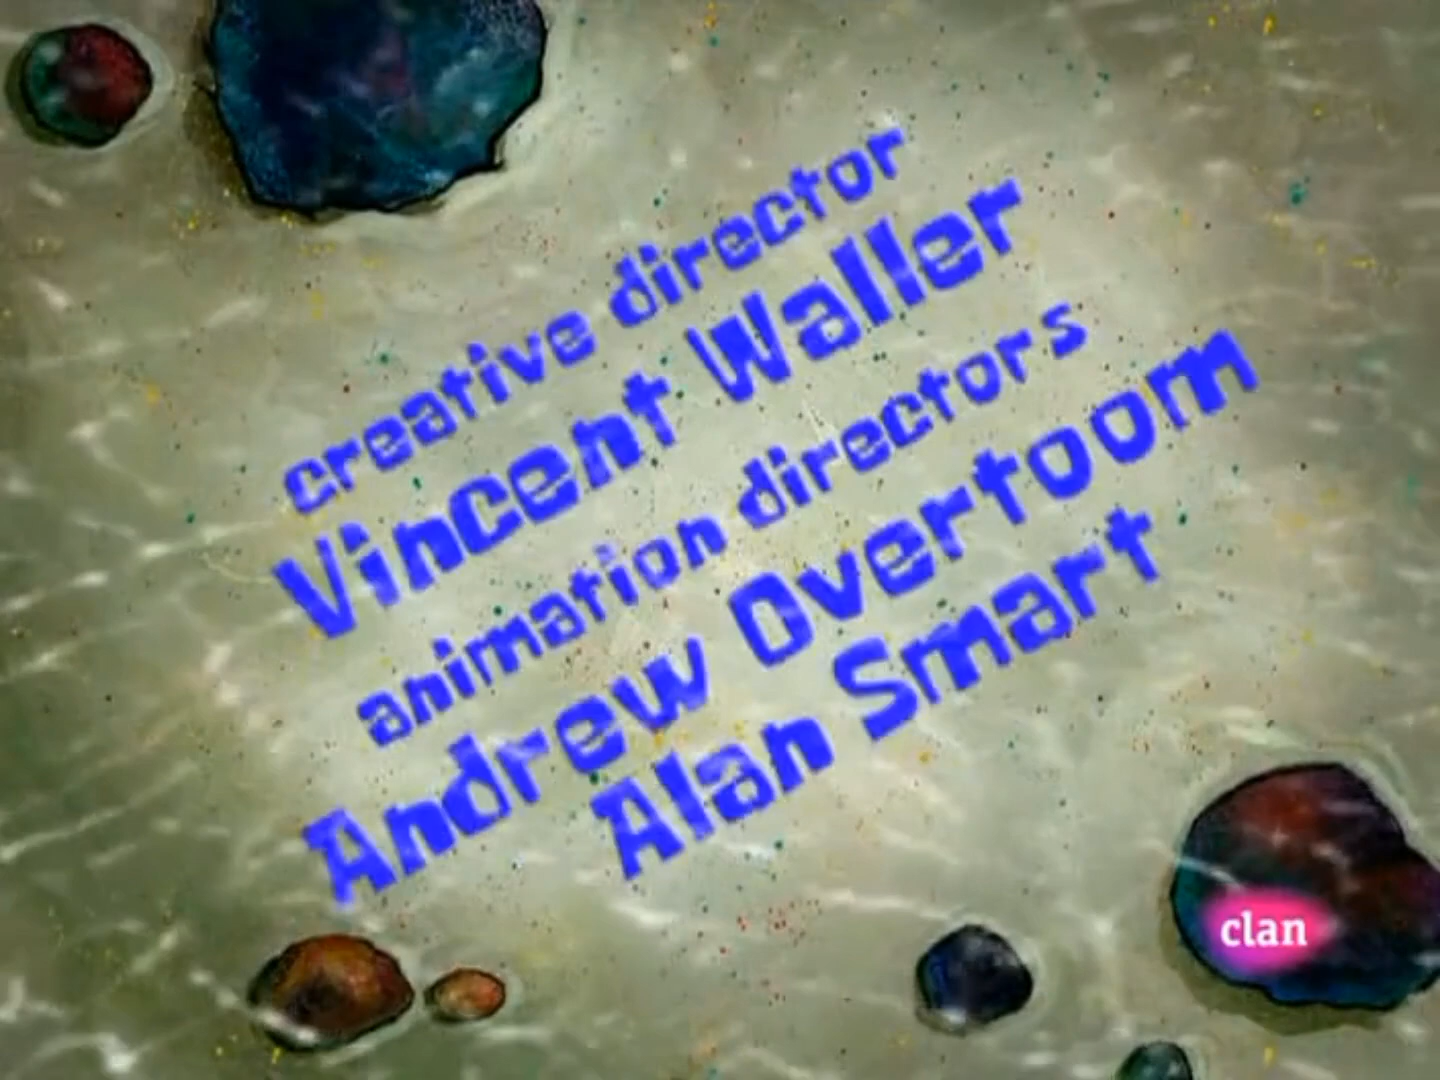 creative director
Vincent Waller
animation directors
Andrew Overtoom
Alan Smart
clan